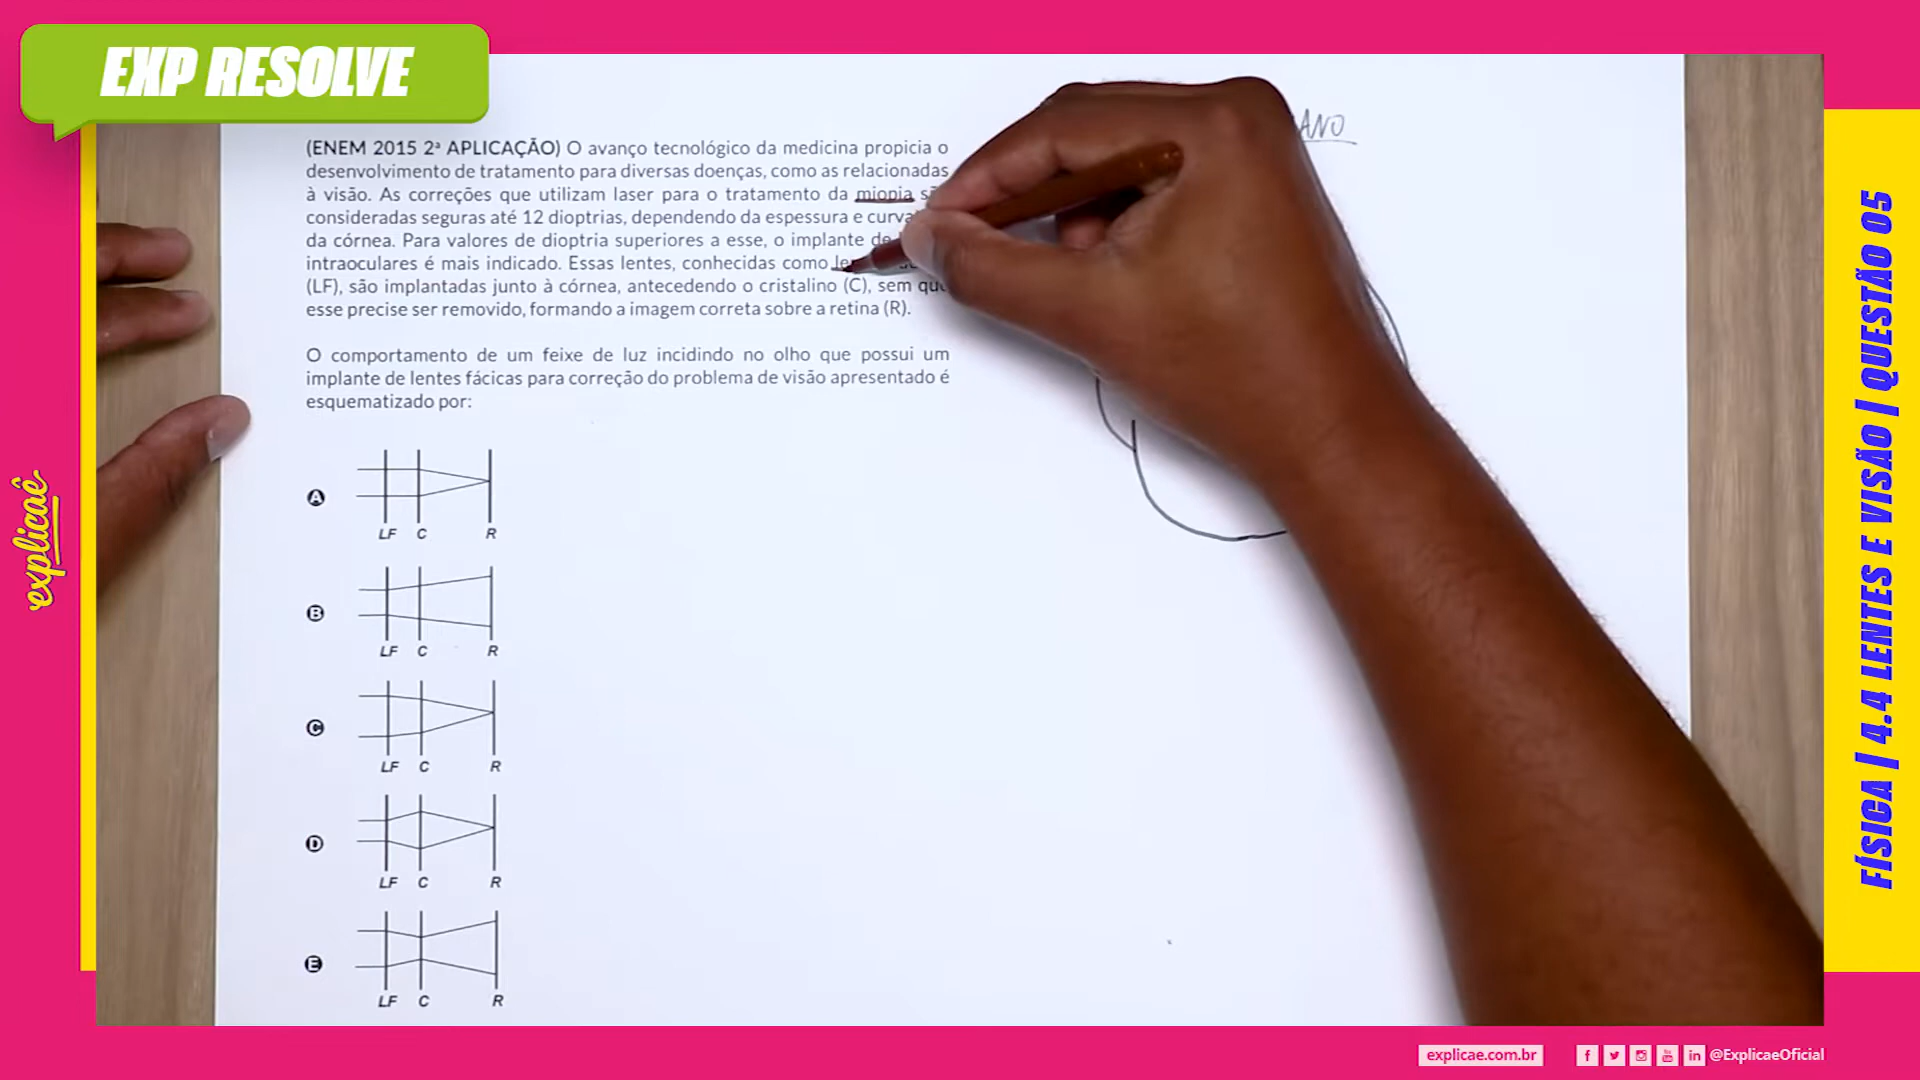 EXP RESOLVE
ANO
(ENEM 2015 2ª APLICAÇÃO) O avanço tecnológico da medicina propicia o
desenvolvimento de tratamento para diversas doenças, como as relacionadas
à visão. As correções que utilizam laser para o tratamento da miopia
consideradas seguras até 12 dioptrias, dependendo da espessura e
da córnea. Para valores de dioptria superiores a esse, o implante de
intraoculares é mais indicado. Essas lentes, conhecidas como
(LF), são implantadas junto à córnea, antecedendo o cristalino (C), sem que
esse precise ser removido, formando a imagem correta sobre a retina (R).
O comportamento de um feixe de luz incidindo no olho que possui um
implante de lentes fácicas para correção do problema de visão apresentado é
esquematizado por:
A
LF C R
B
LF C R
C
LF C R
D
LF C R
E
LF C R
explicaê
FÍSICA | 4.4 LENTES E VISÃO | QUESTÃO 05
explicae.com.br
@ExplicaeOficial